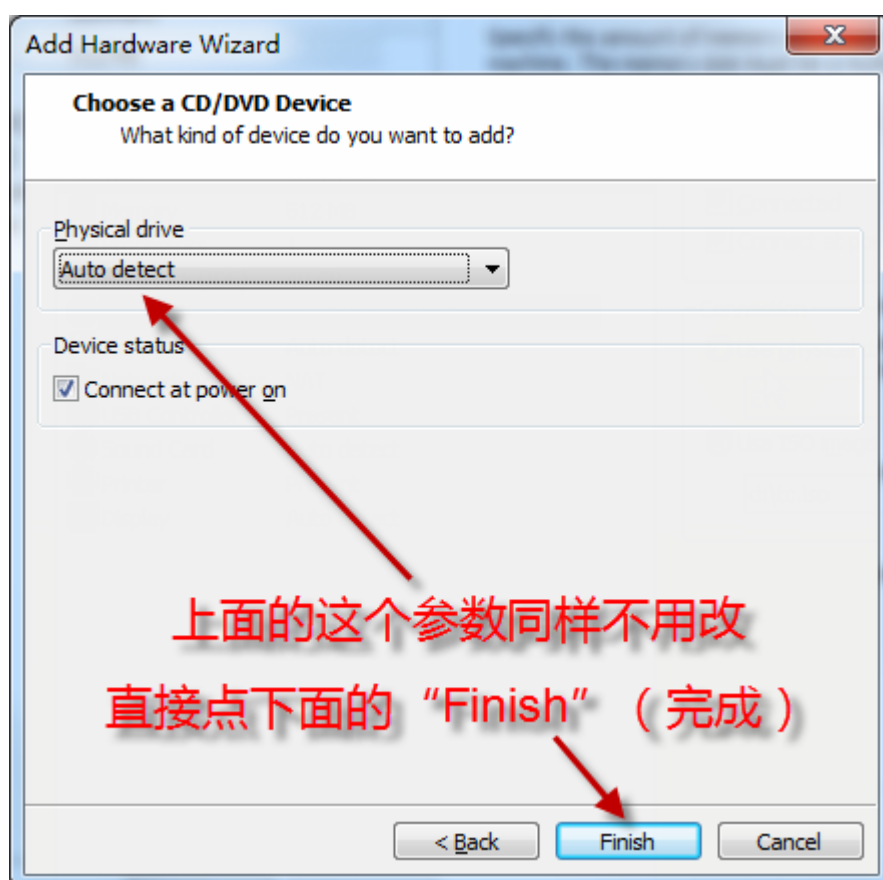 Add Hardware Wizard
Choose a CD/DVD Device
What kind of device do you want to add?
Physical drive
Auto detect
Device status
Connect at power on
上面的这个参数同样不用改
直接点下面的“Finish”（完成）
< Back
Finish
Cancel